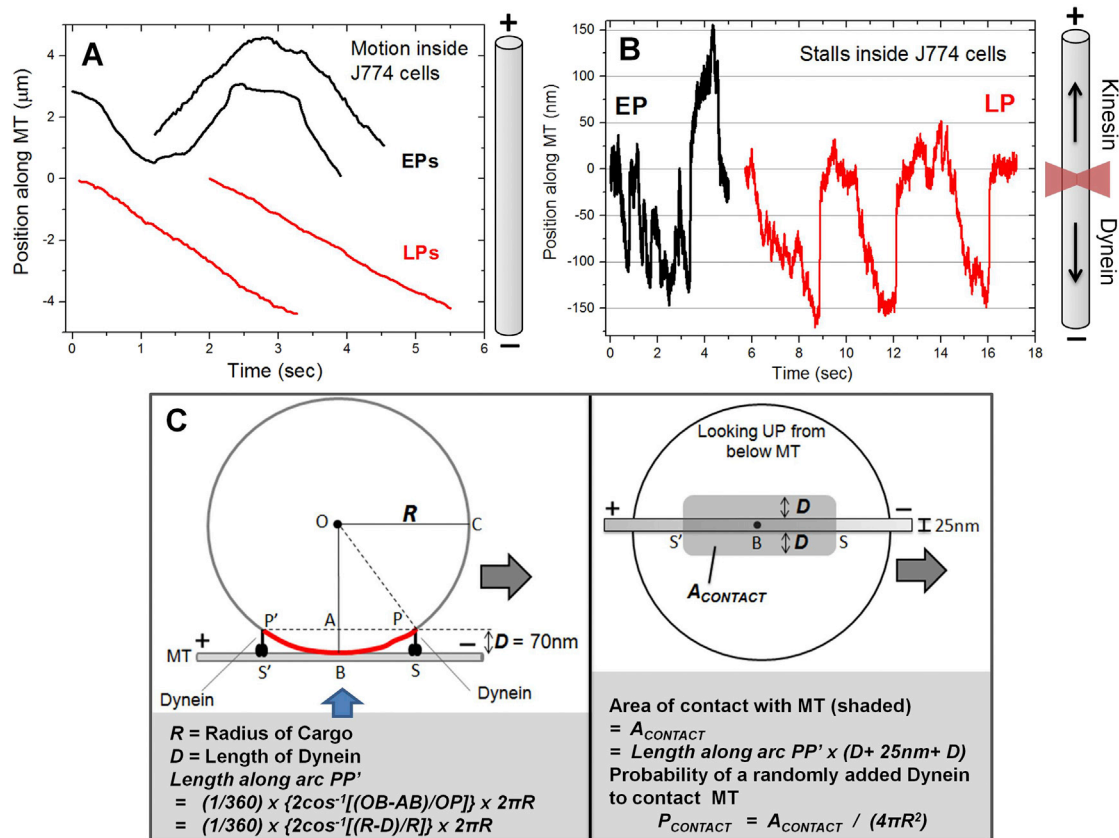 A
Motion inside
J774 cells
EPs
LPs
Position along MT (μm)
4
2
0
-2
-4
0 1 2 3 4 5 6
Time (sec)
+
−
B
Stalls inside J774 cells
EP
LP
Position along MT (nm)
150
100
50
0
-50
-100
-150
0 2 4 6 8 10 12 14 16 18
Time (sec)
+
Kinesin
Dynein
−
C
O
R
C
P'
A
P
D = 70nm
+
−
MT
S'
B
S
Dynein
Dynein
R = Radius of Cargo
D = Length of Dynein
Length along arc PP'
= (1/360) x {2cos⁻¹[(OB-AB)/OP]} x 2πR
= (1/360) x {2cos⁻¹[(R-D)/R]} x 2πR
Looking UP from
below MT
D
+
−
25nm
S'
B
D
S
A_CONTACT
Area of contact with MT (shaded)
= A_CONTACT
= Length along arc PP' x (D+ 25nm+ D)
Probability of a randomly added Dynein
to contact MT
P_CONTACT = A_CONTACT / (4πR²)